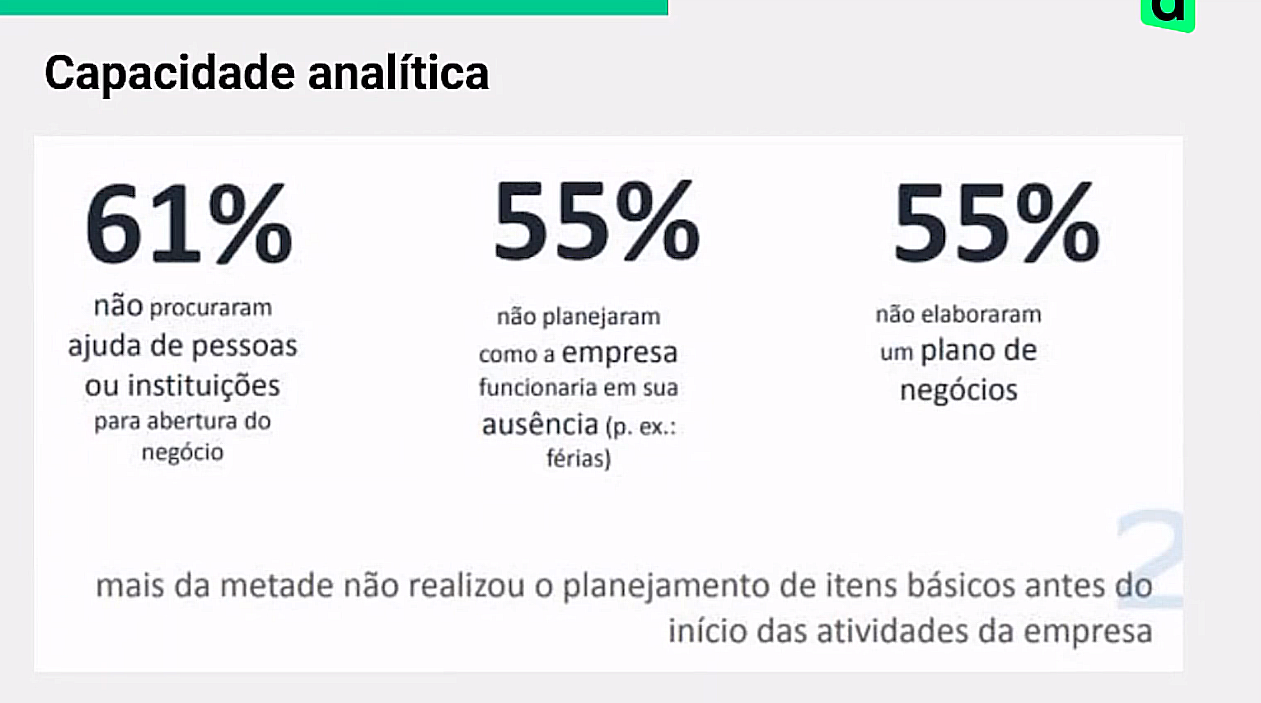 d
Capacidade analítica
61%
não procuraram
ajuda de pessoas
ou instituições
para abertura do
negócio
55%
não planejaram
como a empresa
funcionaria em sua
ausência (p. ex.:
férias)
55%
não elaboraram
um plano de
negócios
2
mais da metade não realizou o planejamento de itens básicos antes do
início das atividades da empresa